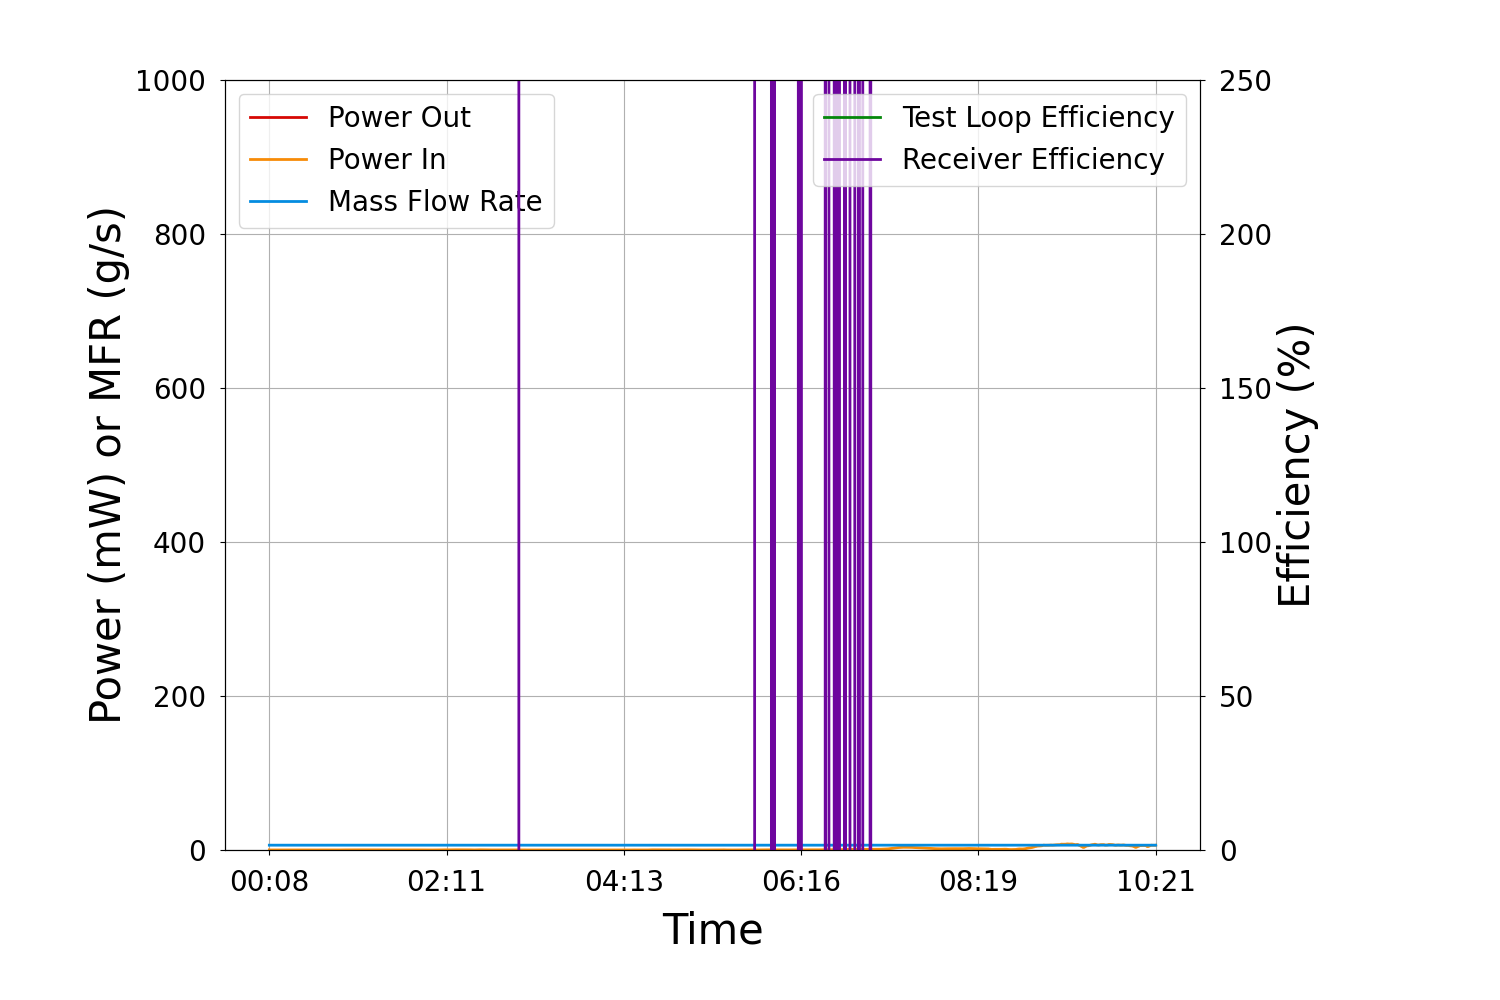 Power (mW) or MFR (g/s)
1000
800
600
400
200
0
Power Out
Power In
Mass Flow Rate
Test Loop Efficiency
Receiver Efficiency
250
200
150
100
50
0
Efficiency (%)
00:08 02:11 04:13 06:16 08:19 10:21
Time